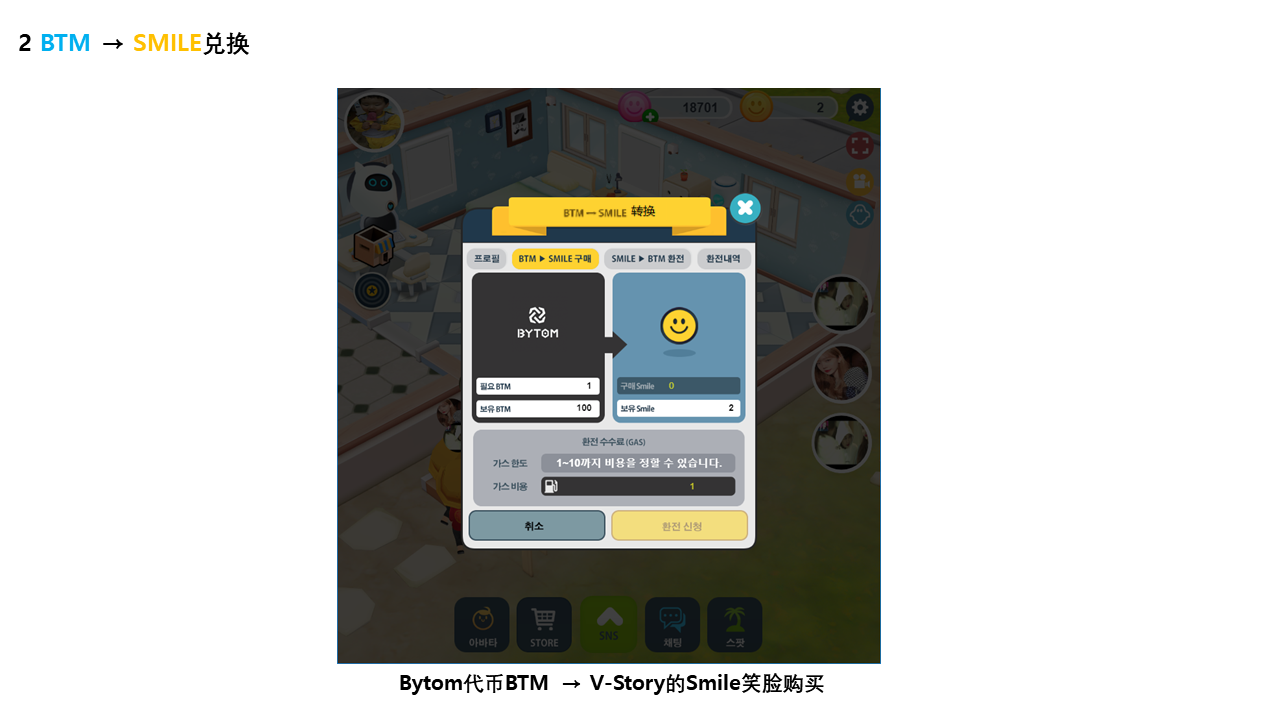 2 BTM → SMILE兑换
18701
2
BTM ━ SMILE 转换
프로필
BTM ▶ SMILE 구매
SMILE ▶ BTM 환전
환전내역
BYTOM
필요 BTM 1
보유 BTM 100
구매 Smile 0
보유 Smile 2
환전 수수료 (GAS)
가스 한도 1~10까지 비용을 정할 수 있습니다.
가스 비용 1
취소
환전 신청
아바타
STORE
SNS
채팅
스팟
Bytom代币BTM → V-Story的Smile笑脸购买